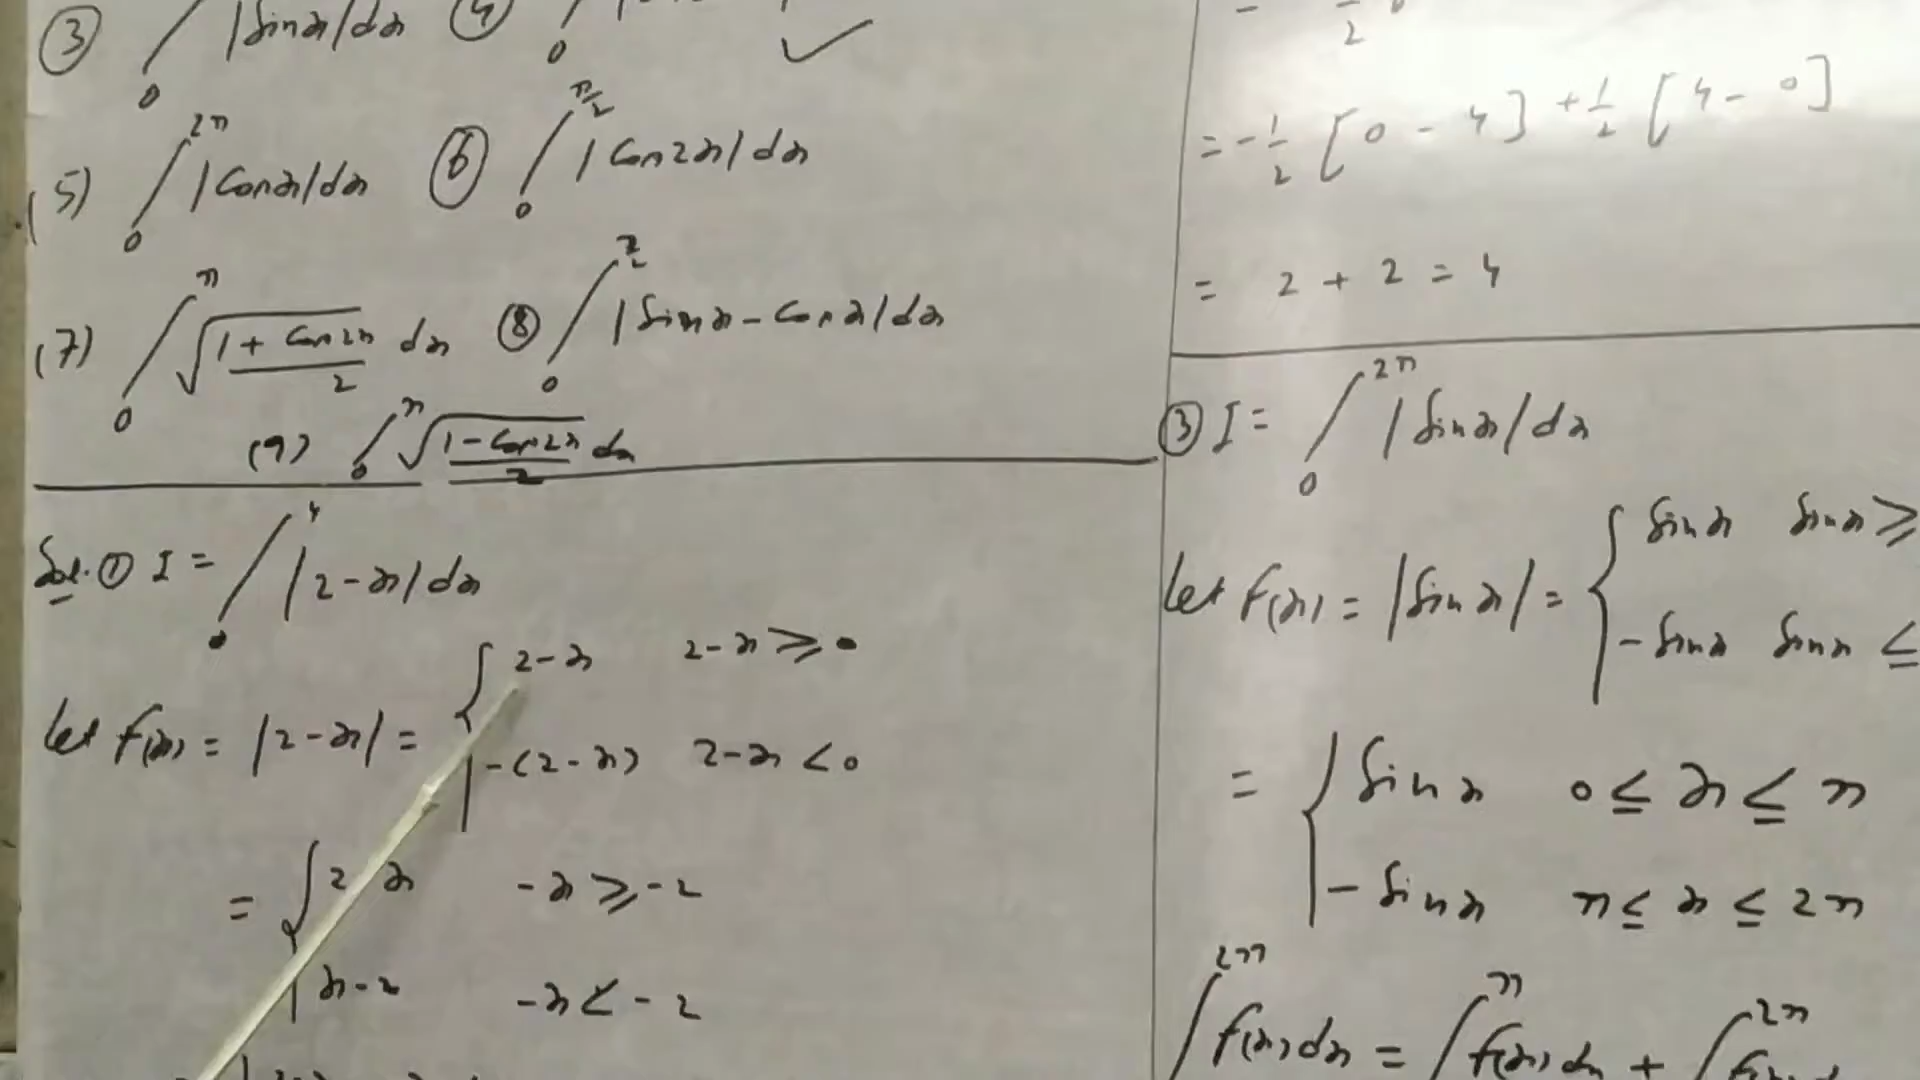 ③ ∫₀ |sinx|dx ④ ∫₀
(5) ∫₀^{2π} |Cosx|dx ⑥ ∫₀^{π/2} |Cos2x|dx
(7) ∫₀^π √((1 + Cos2x)/2) dx ⑧ ∫₀^{π/2} |Sinx - Cosx|dx
(9) ∫₀^π √((1 - Cos2x)/2) dx
Sol. ① I = ∫₀^4 |2-x|dx
let f(x) = |2-x| = { 2-x 2-x ≥ 0
-(2-x) 2-x < 0
= { 2 x -x ≥ -2
x-2 -x < -2
= -1/2 [0 - 4] + 1/2 [4 - 0]
= 2 + 2 = 4
③ I = ∫₀^{2π} |Sinx|dx
let f(x) = |Sinx| = { Sinx Sinx ≥
-Sinx Sinx ≤
= { Sinx 0 ≤ x ≤ π
-Sinx π ≤ x ≤ 2π
∫^{2π} f(x)dx = ∫^π f(x)dx + ∫^{2π} f(x)